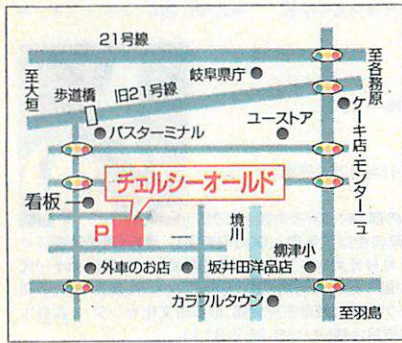 21号線
岐阜県庁
至大垣
至各務原
歩道橋
旧21号線
バスターミナル
ユーストア
ケーキ店・モンターニュ
チェルシーオールド
看板
P
境川
外車のお店
坂井田洋品店
柳津小
カラフルタウン
至羽島